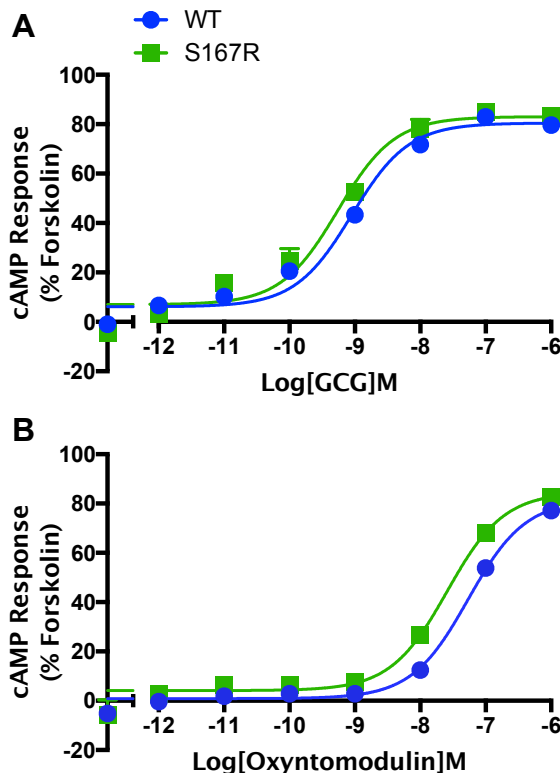 A
WT
S167R
cAMP Response
(% Forskolin)
100
80
60
40
20
0
-20
-12 -11 -10 -9 -8 -7 -6
Log[GCG]M
B
cAMP Response
(% Forskolin)
100
80
60
40
20
0
-20
-12 -11 -10 -9 -8 -7 -6
Log[Oxyntomodulin]M